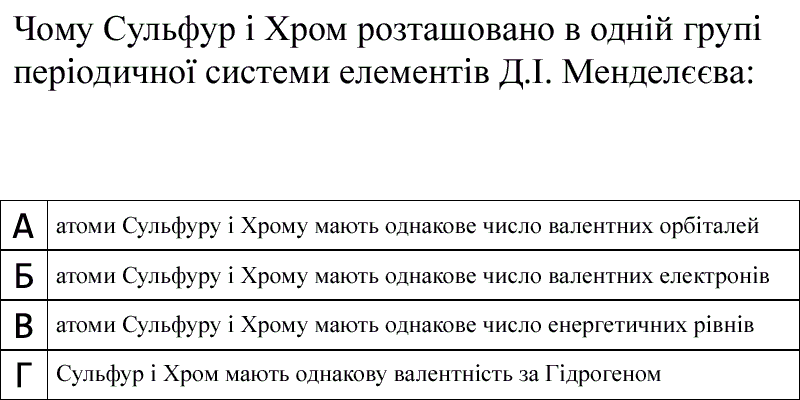 Чому Сульфур і Хром розташовано в одній групі
періодичної системи елементів Д.І. Менделєєва:
А атоми Сульфуру і Хрому мають однакове число валентних орбіталей
Б атоми Сульфуру і Хрому мають однакове число валентних електронів
В атоми Сульфуру і Хрому мають однакове число енергетичних рівнів
Г Сульфур і Хром мають однакову валентність за Гідрогеном